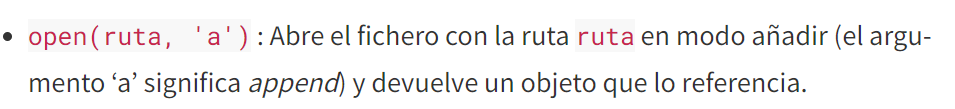 • open(ruta, 'a') : Abre el fichero con la ruta ruta en modo añadir (el argu-
mento ‘a’ significa append) y devuelve un objeto que lo referencia.